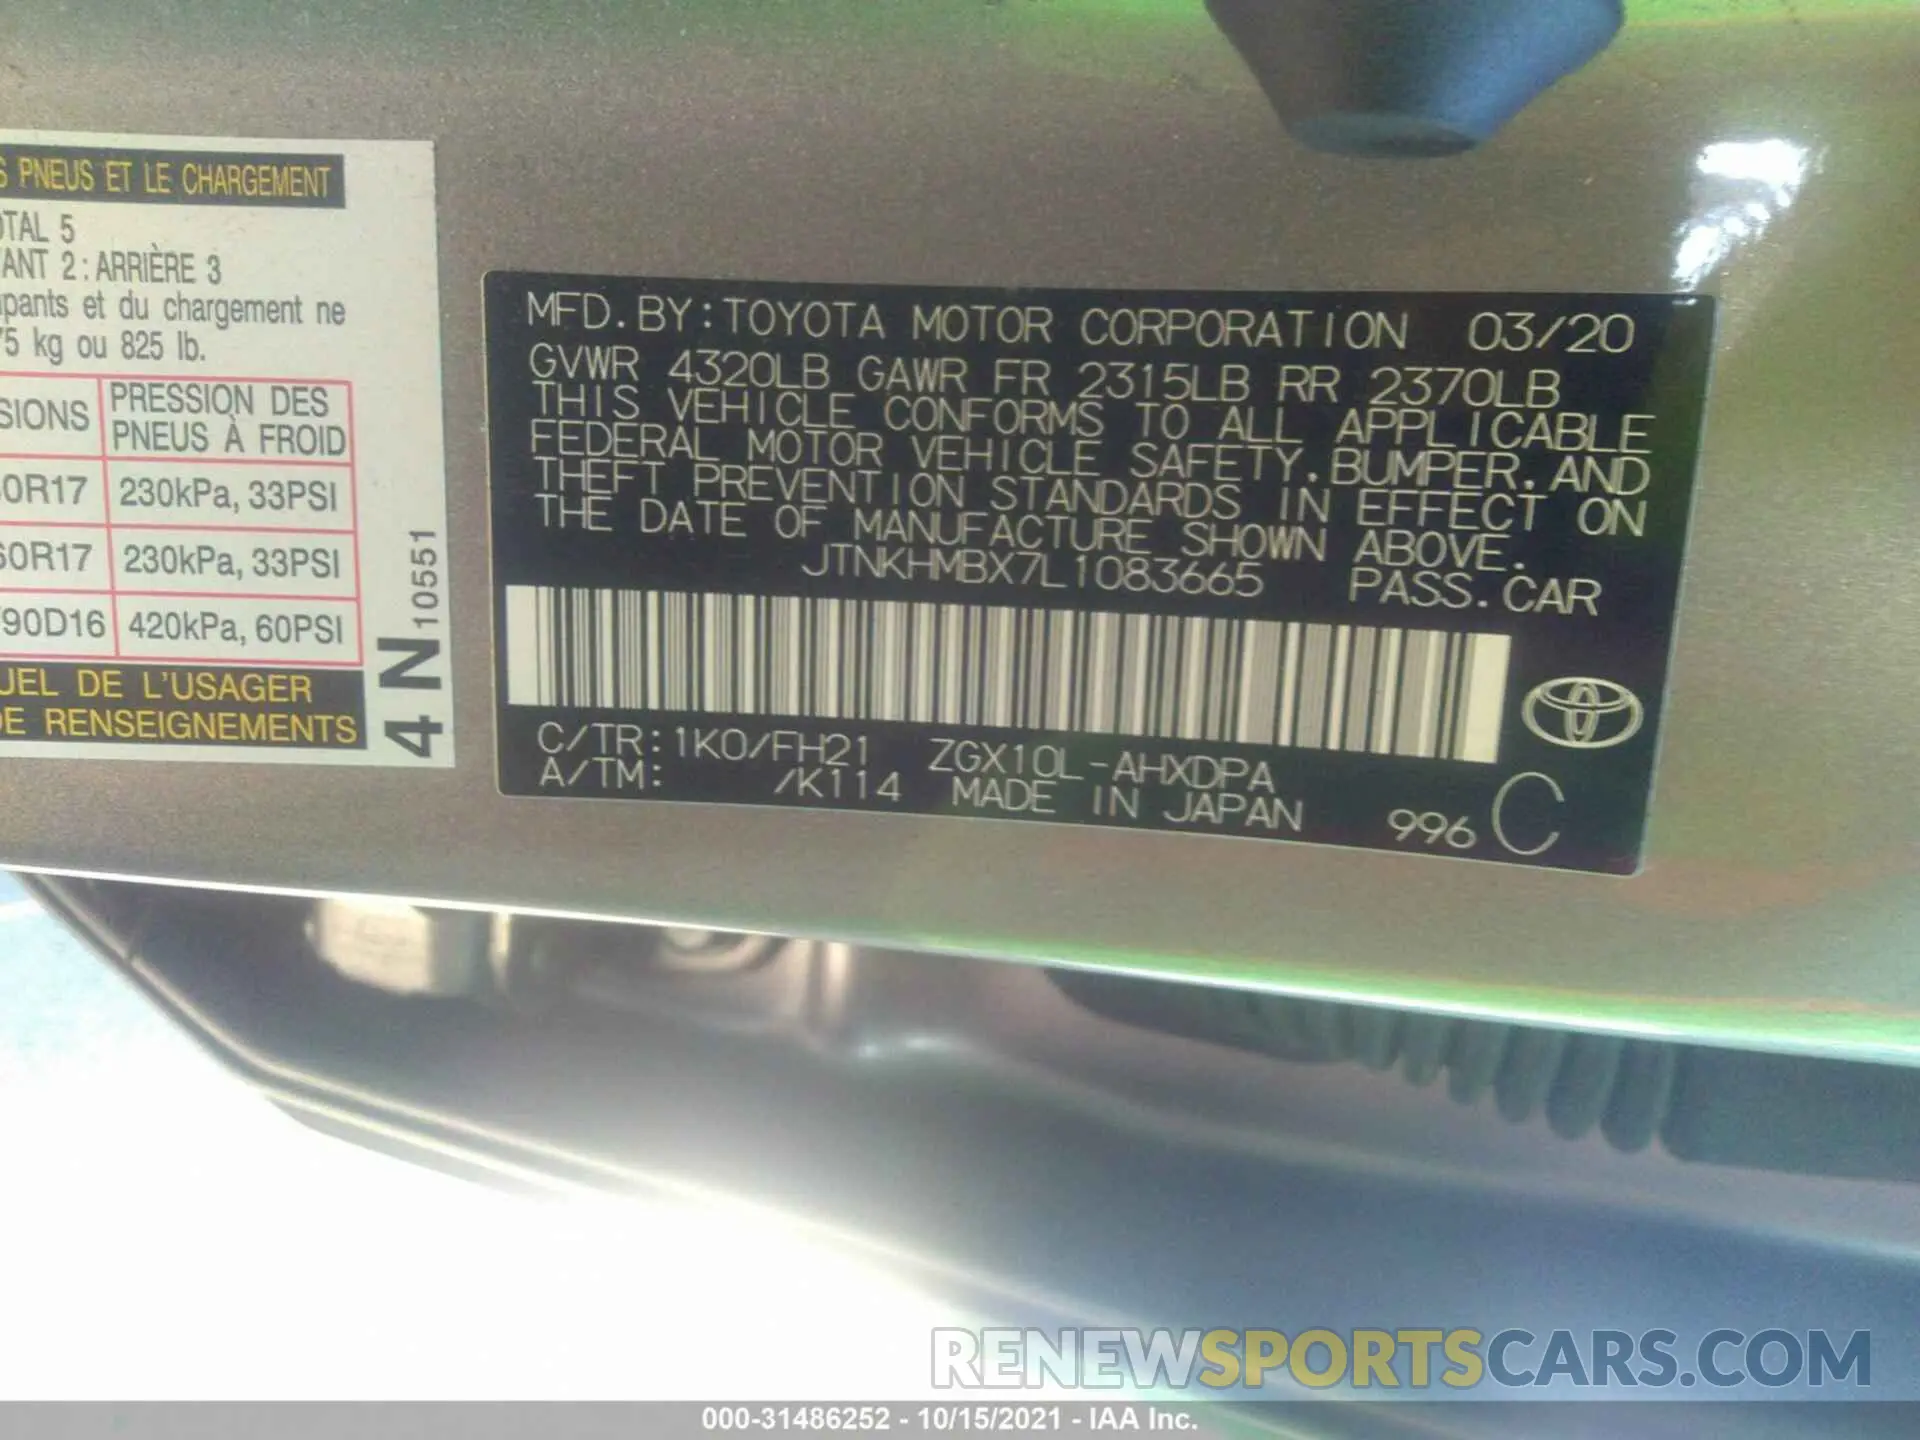 S PNEUS ET LE CHARGEMENT
OTAL 5
ANT 2 : ARRIÈRE 3
pants et du chargement ne
75 kg ou 825 lb.
SIONS PRESSION DES
PNEUS À FROID
0R17 230kPa, 33PSI
60R17 230kPa, 33PSI
90D16 420kPa, 60PSI
UEL DE L'USAGER
DE RENSEIGNEMENTS
4N 10551
MFD. BY: TOYOTA MOTOR CORPORATION 03/20
GVWR 4320LB GAWR FR 2315LB RR 2370LB
THIS VEHICLE CONFORMS TO ALL APPLICABLE
FEDERAL MOTOR VEHICLE SAFETY, BUMPER, AND
THEFT PREVENTION STANDARDS IN EFFECT ON
THE DATE OF MANUFACTURE SHOWN ABOVE.
JTNKHMBX7L1083665 PASS. CAR
C/TR: 1K0/FH21 ZGX10L-AHXDPA
A/TM: /K114 MADE IN JAPAN 996 C
RENEWSPORTSCARS.COM
000-31486252 - 10/15/2021 - IAA Inc.